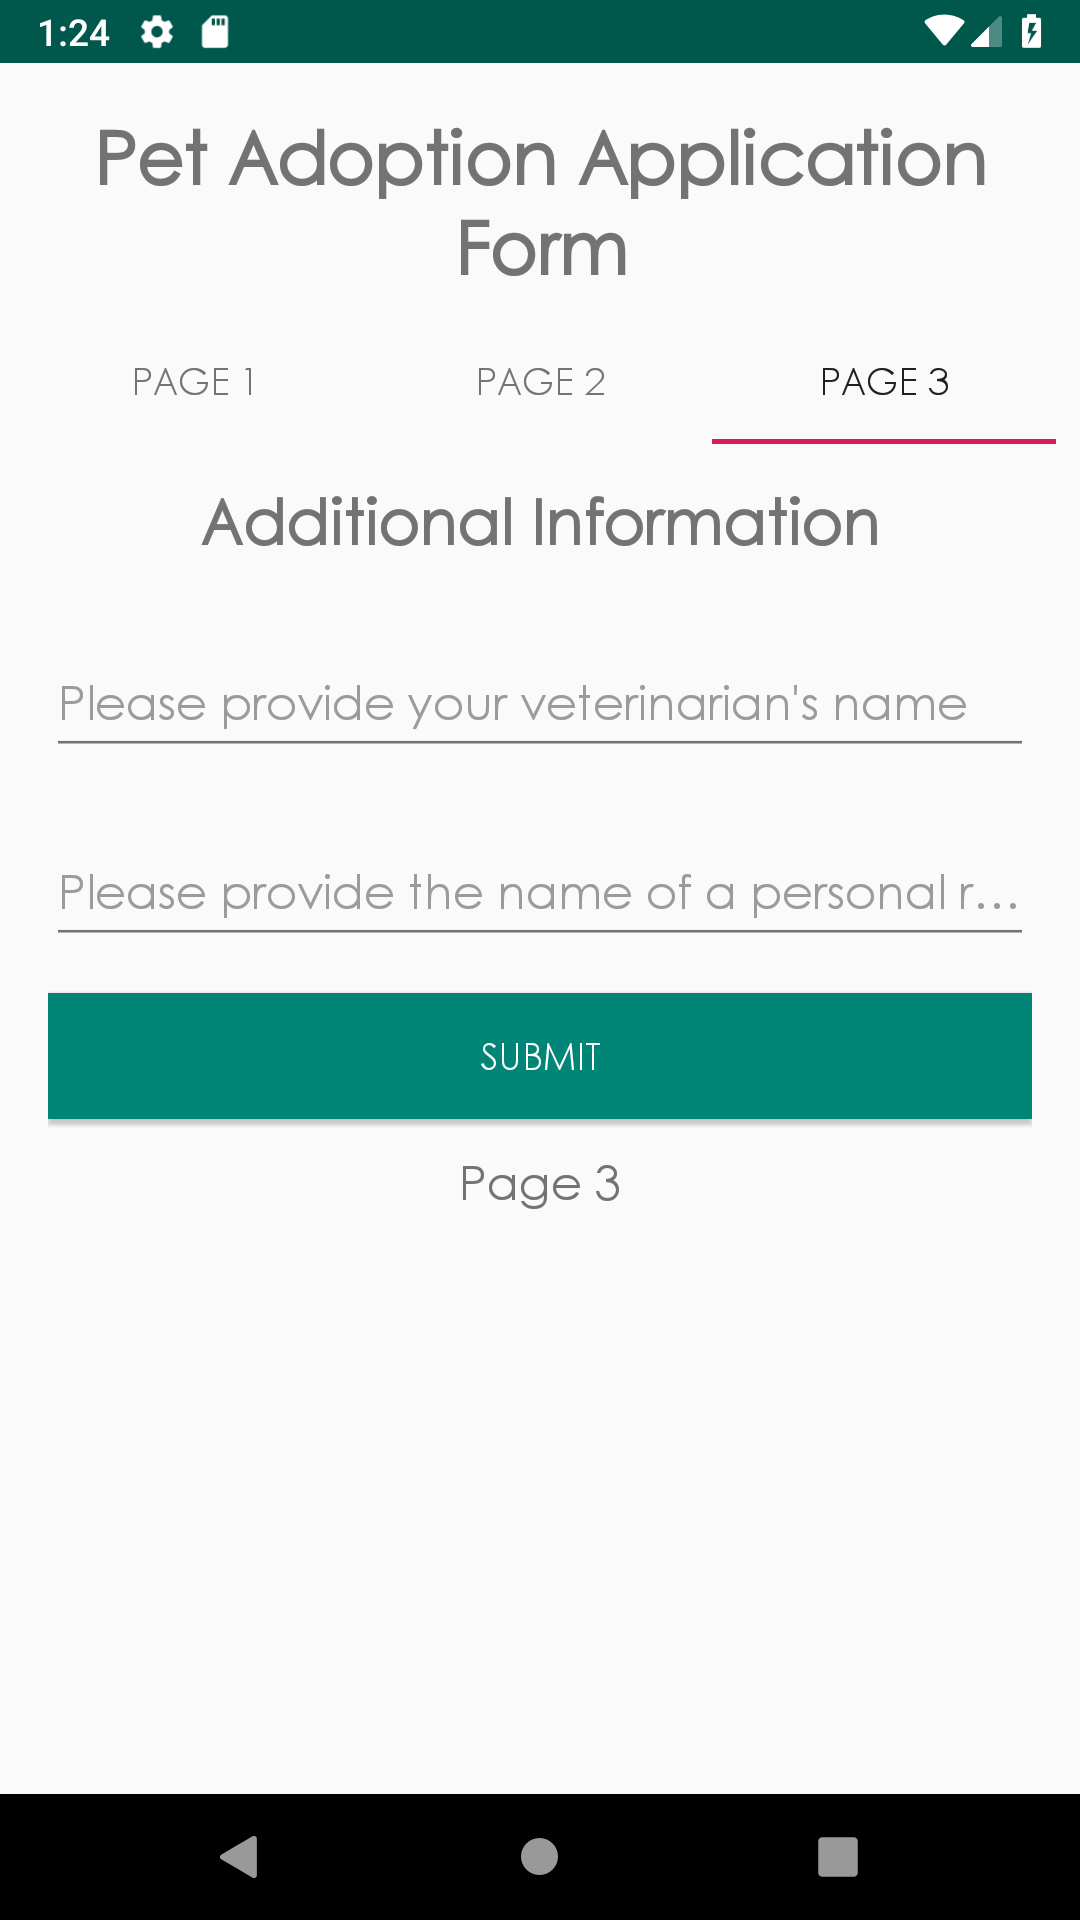 1:24
Pet Adoption Application
Form
PAGE 1
PAGE 2
PAGE 3
Additional Information
Please provide your veterinarian's name
Please provide the name of a personal r...
SUBMIT
Page 3